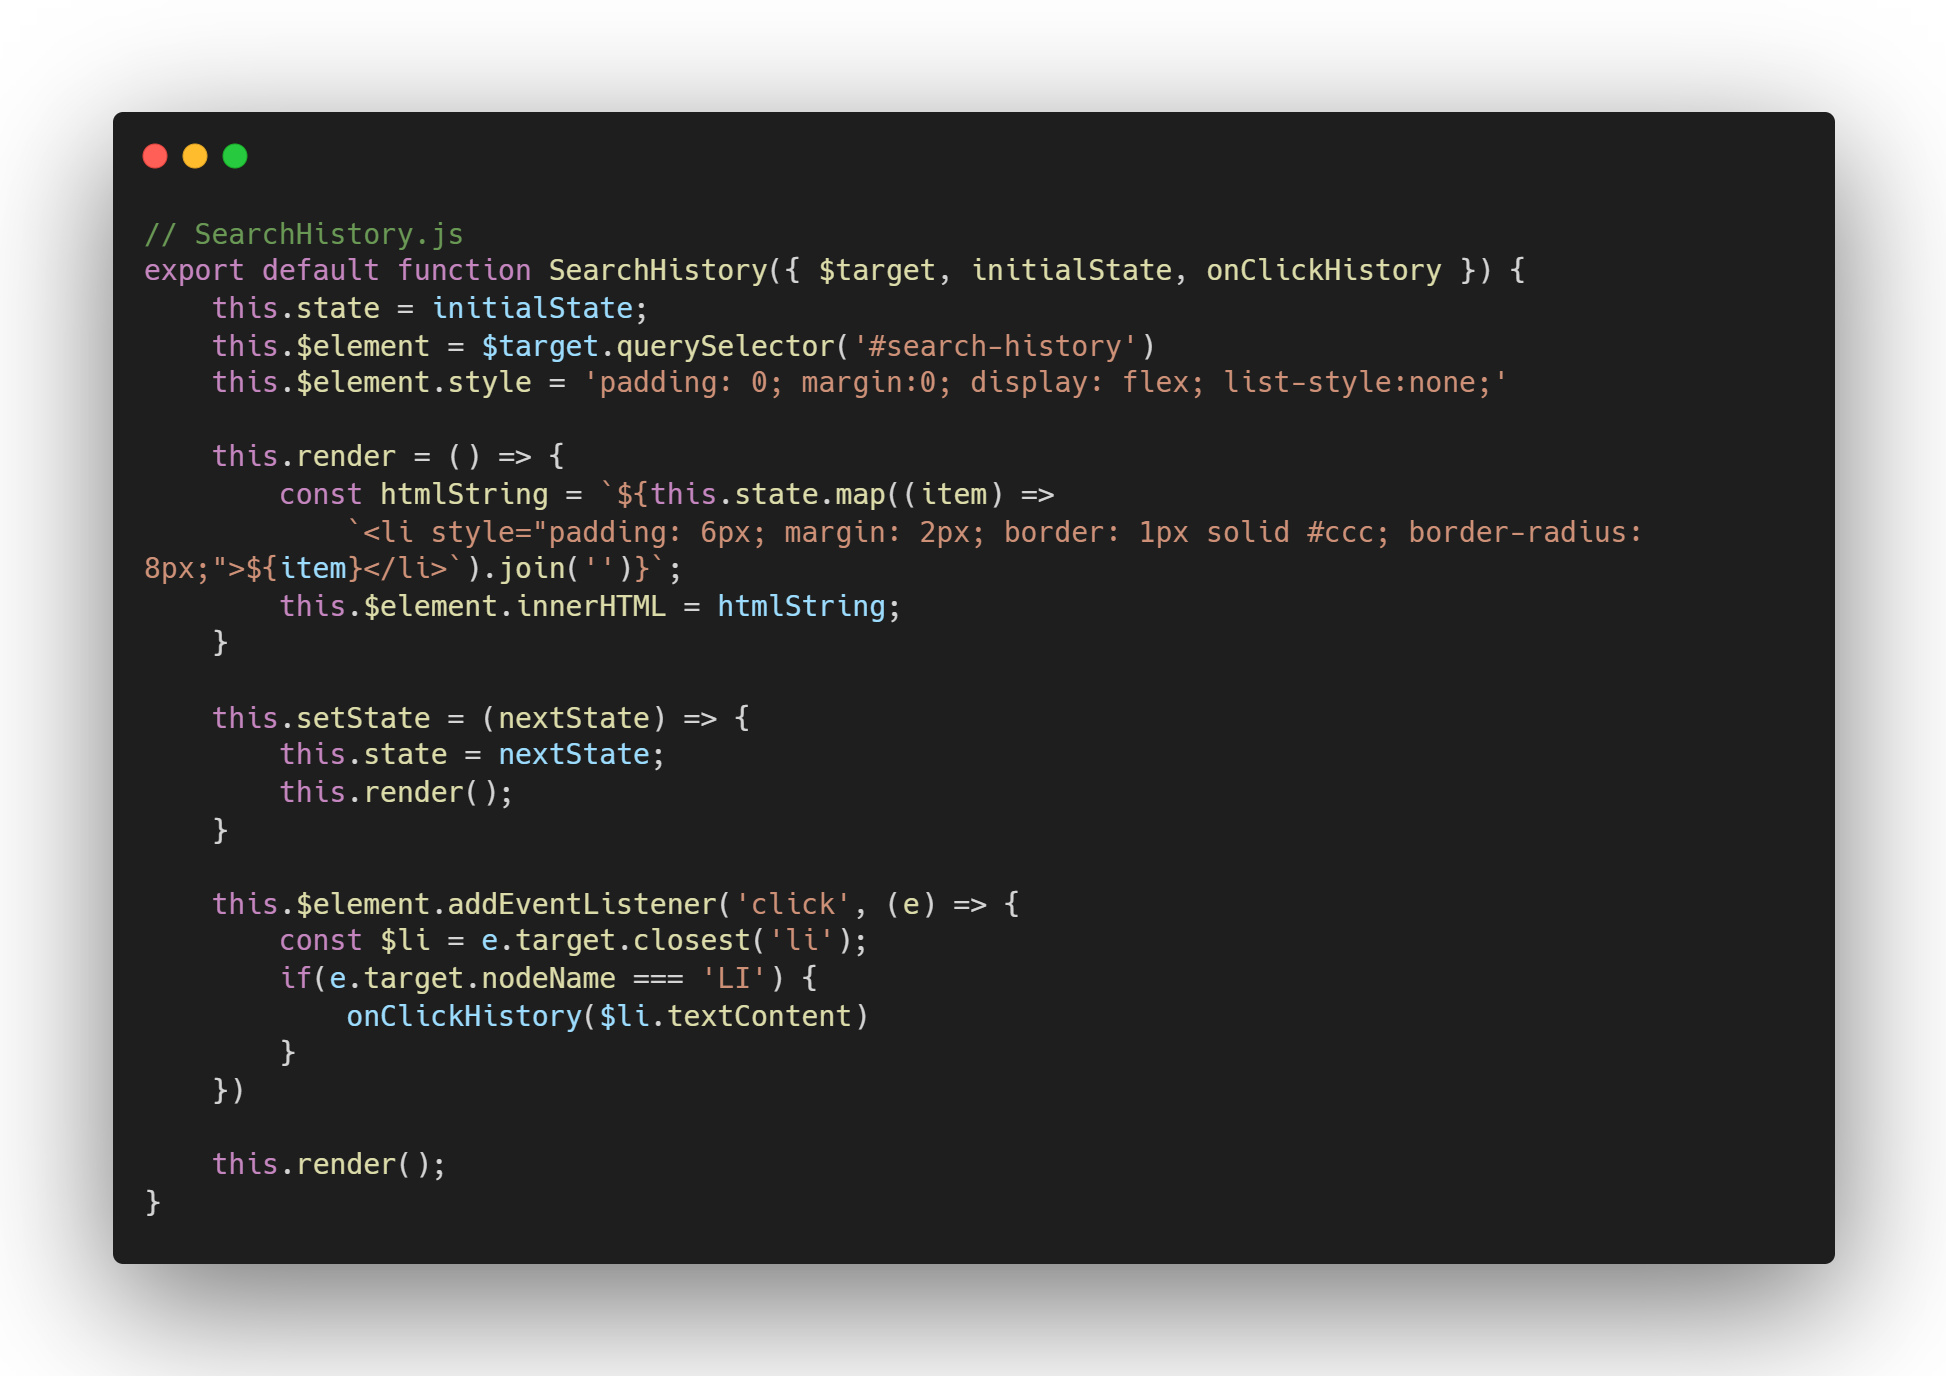 // SearchHistory.js
export default function SearchHistory({ $target, initialState, onClickHistory }) {
    this.state = initialState;
    this.$element = $target.querySelector('#search-history')
    this.$element.style = 'padding: 0; margin:0; display: flex; list-style:none;'

    this.render = () => {
        const htmlString = `${this.state.map((item) =>
            `<li style="padding: 6px; margin: 2px; border: 1px solid #ccc; border-radius:
8px;">${item}</li>`).join('')}`;
        this.$element.innerHTML = htmlString;
    }

    this.setState = (nextState) => {
        this.state = nextState;
        this.render();
    }

    this.$element.addEventListener('click', (e) => {
        const $li = e.target.closest('li');
        if(e.target.nodeName === 'LI') {
            onClickHistory($li.textContent)
        }
    })

    this.render();
}